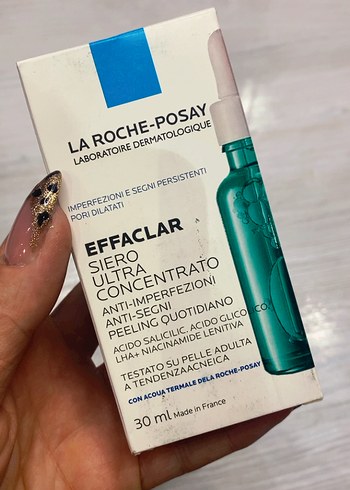 LA ROCHE-POSAY
LABORATOIRE DERMATOLOGIQUE
IMPERFEZIONI E SEGNI PERSISTENTI
PORI DILATATI
EFFACLAR
SIERO
ULTRA
CONCENTRATO
ANTI-IMPERFEZIONI
ANTI-SEGNI
PEELING QUOTIDIANO
ACIDO SALICILIC. ACIDO GLICOLICO.
LHA+ NIACINAMIDE LENITIVA
TESTATO SU PELLE ADULTA
A TENDENZAACNEICA
CON ACQUA TERMALE DELA ROCHE-POSAY
30 ml Made in France